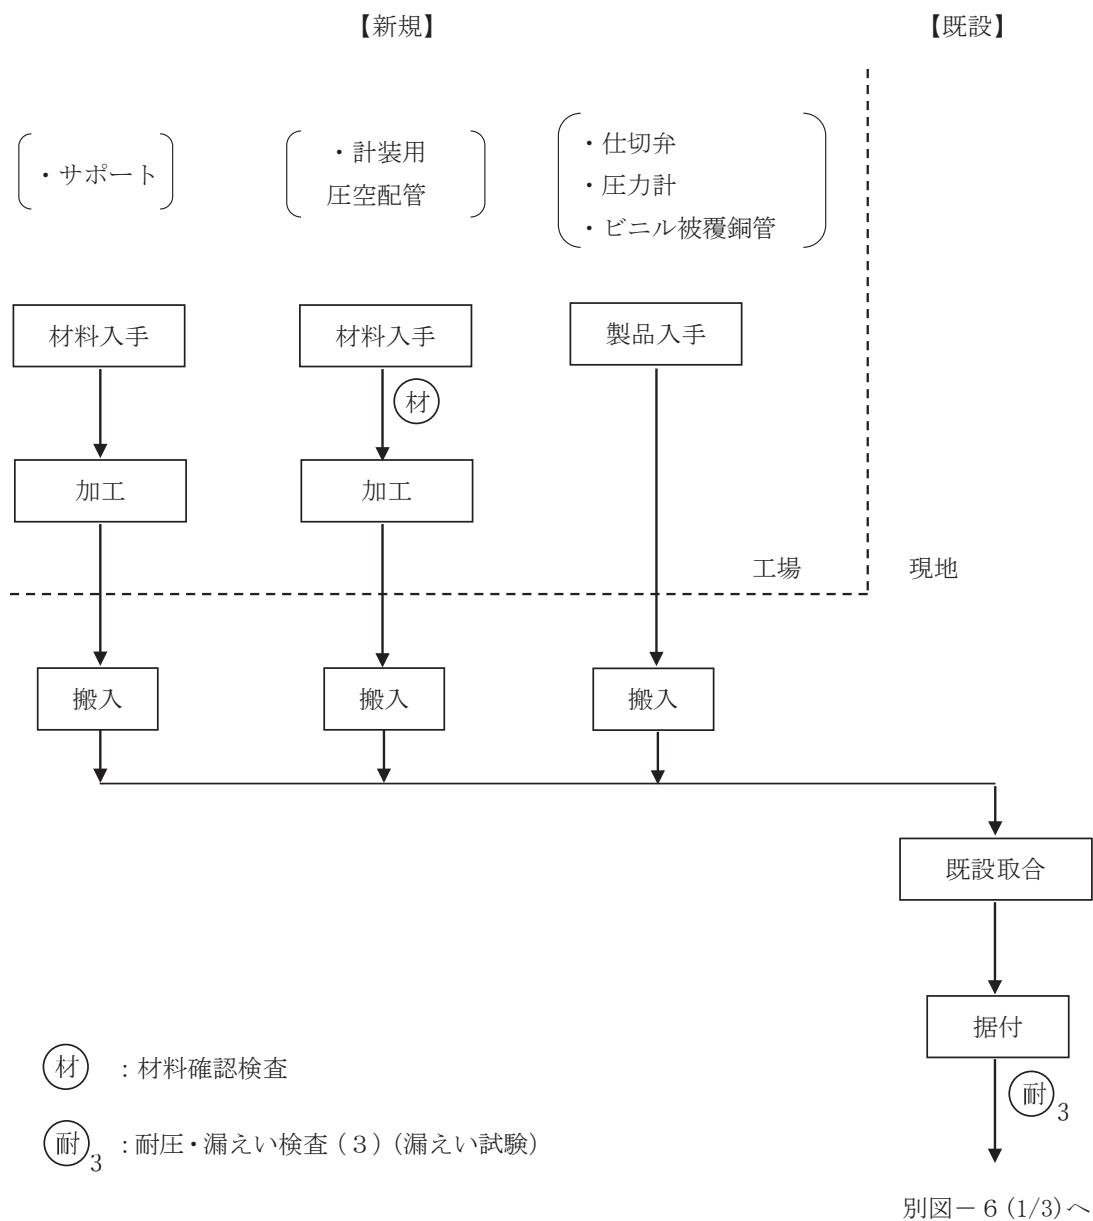 【新規】
【既設】
・サポート
・計装用
圧空配管
・仕切弁
・圧力計
・ビニル被覆銅管
材料入手
材料入手
製品入手
材
加工
加工
工場
現地
搬入
搬入
搬入
既設取合
据付
耐3
材 : 材料確認検査
耐3 : 耐圧・漏えい検査(3)(漏えい試験)
別図-6(1/3)へ